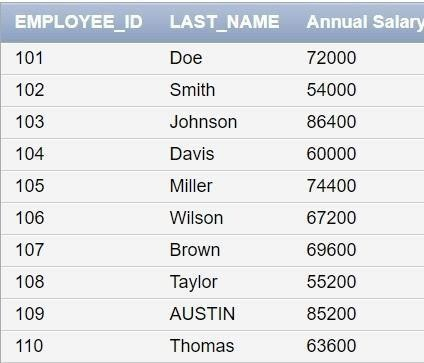 EMPLOYEE_ID LAST_NAME Annual Salary
101 Doe 72000
102 Smith 54000
103 Johnson 86400
104 Davis 60000
105 Miller 74400
106 Wilson 67200
107 Brown 69600
108 Taylor 55200
109 AUSTIN 85200
110 Thomas 63600